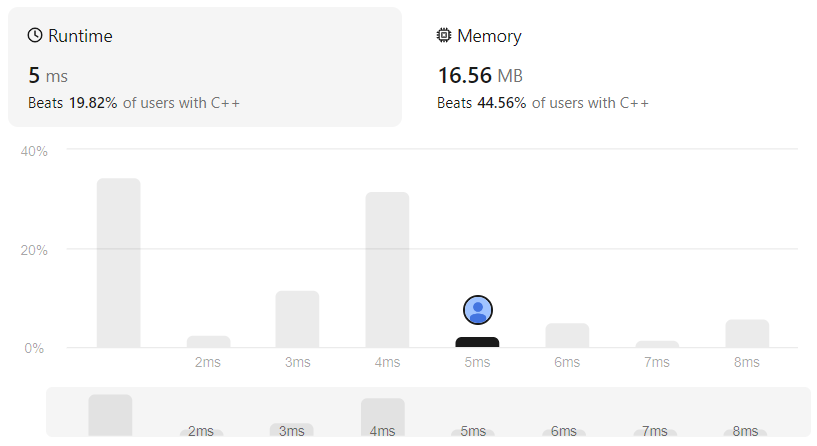 Runtime
5 ms
Beats 19.82% of users with C++
Memory
16.56 MB
Beats 44.56% of users with C++
40%
20%
0%
2ms 3ms 4ms 5ms 6ms 7ms 8ms
2ms 3ms 4ms 5ms 6ms 7ms 8ms